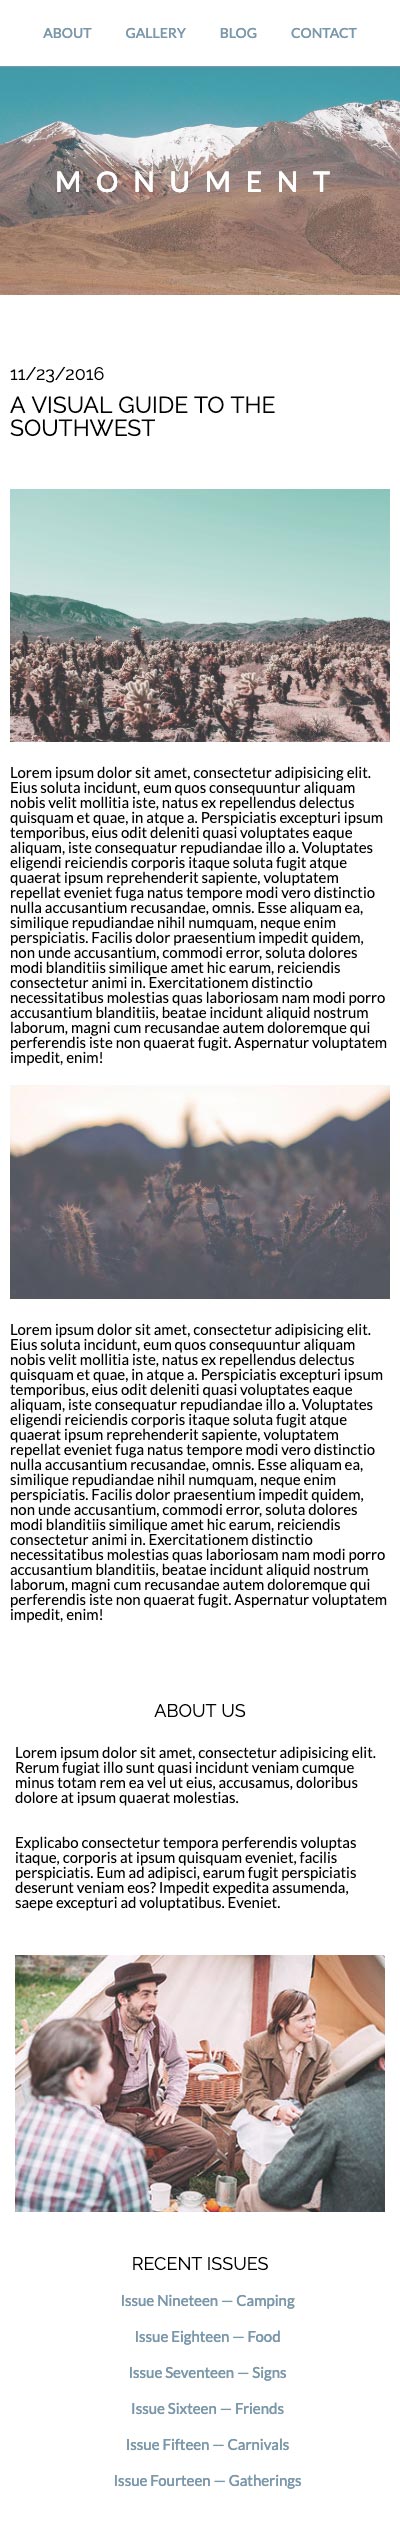 ABOUT GALLERY BLOG CONTACT
MONUMENT
11/23/2016
A VISUAL GUIDE TO THE
SOUTHWEST
Lorem ipsum dolor sit amet, consectetur adipisicing elit.
Eius soluta incidunt, eum quos consequuntur aliquam
nobis velit mollitia iste, natus ex repellendus delectus
quisquam et quae, in atque a. Perspiciatis excepturi ipsum
temporibus, eius odit deleniti quasi voluptates eaque
aliquam, iste consequatur repudiandae illo a. Voluptates
eligendi reiciendis corporis itaque soluta fugit atque
quaerat ipsum reprehenderit sapiente, voluptatem
repellat eveniet fuga natus tempore modi vero distinctio
nulla accusantium recusandae, omnis. Esse aliquam ea,
similique repudiandae nihil numquam, neque enim
perspiciatis. Facilis dolor praesentium impedit quidem,
non unde accusantium, commodi error, soluta dolores
modi blanditiis similique amet hic earum, reiciendis
consectetur animi in. Exercitationem distinctio
necessitatibus molestias quas laboriosam nam modi porro
accusantium blanditiis, beatae incidunt aliquid nostrum
laborum, magni cum recusandae autem doloremque qui
perferendis iste non quaerat fugit. Aspernatur voluptatem
impedit, enim!
Lorem ipsum dolor sit amet, consectetur adipisicing elit.
Eius soluta incidunt, eum quos consequuntur aliquam
nobis velit mollitia iste, natus ex repellendus delectus
quisquam et quae, in atque a. Perspiciatis excepturi ipsum
temporibus, eius odit deleniti quasi voluptates eaque
aliquam, iste consequatur repudiandae illo a. Voluptates
eligendi reiciendis corporis itaque soluta fugit atque
quaerat ipsum reprehenderit sapiente, voluptatem
repellat eveniet fuga natus tempore modi vero distinctio
nulla accusantium recusandae, omnis. Esse aliquam ea,
similique repudiandae nihil numquam, neque enim
perspiciatis. Facilis dolor praesentium impedit quidem,
non unde accusantium, commodi error, soluta dolores
modi blanditiis similique amet hic earum, reiciendis
consectetur animi in. Exercitationem distinctio
necessitatibus molestias quas laboriosam nam modi porro
accusantium blanditiis, beatae incidunt aliquid nostrum
laborum, magni cum recusandae autem doloremque qui
perferendis iste non quaerat fugit. Aspernatur voluptatem
impedit, enim!
ABOUT US
Lorem ipsum dolor sit amet, consectetur adipisicing elit.
Rerum fugiat illo sunt quasi incidunt veniam cumque
minus totam rem ea vel ut eius, accusamus, doloribus
dolore at ipsum quaerat molestias.
Explicabo consectetur tempora perferendis voluptas
itaque, corporis at ipsum quisquam eveniet, facilis
perspiciatis. Eum ad adipisci, earum fugit perspiciatis
deserunt veniam eos? Impedit expedita assumenda,
saepe excepturi ad voluptatibus. Eveniet.
RECENT ISSUES
Issue Nineteen — Camping
Issue Eighteen — Food
Issue Seventeen — Signs
Issue Sixteen — Friends
Issue Fifteen — Carnivals
Issue Fourteen — Gatherings